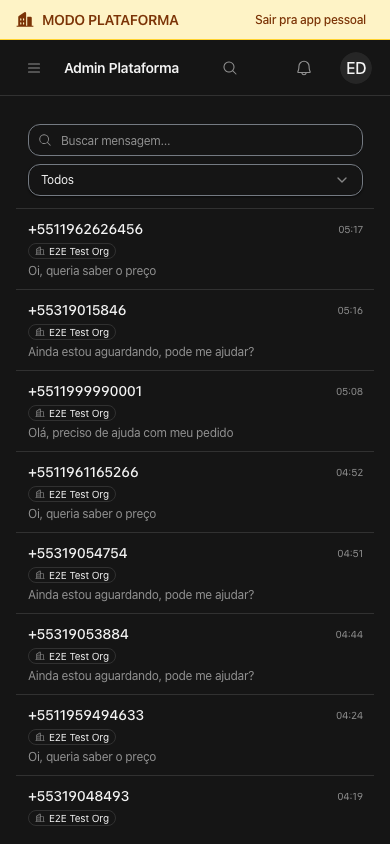 MODO PLATAFORMA
Sair pra app pessoal
Admin Plataforma
ED
Buscar mensagem...
Todos
+5511962626456
05:17
E2E Test Org
Oi, queria saber o preço
+55319015846
05:16
E2E Test Org
Ainda estou aguardando, pode me ajudar?
+5511999990001
05:08
E2E Test Org
Olá, preciso de ajuda com meu pedido
+5511961165266
04:52
E2E Test Org
Oi, queria saber o preço
+55319054754
04:51
E2E Test Org
Ainda estou aguardando, pode me ajudar?
+55319053884
04:44
E2E Test Org
Ainda estou aguardando, pode me ajudar?
+5511959494633
04:24
E2E Test Org
Oi, queria saber o preço
+55319048493
04:19
E2E Test Org